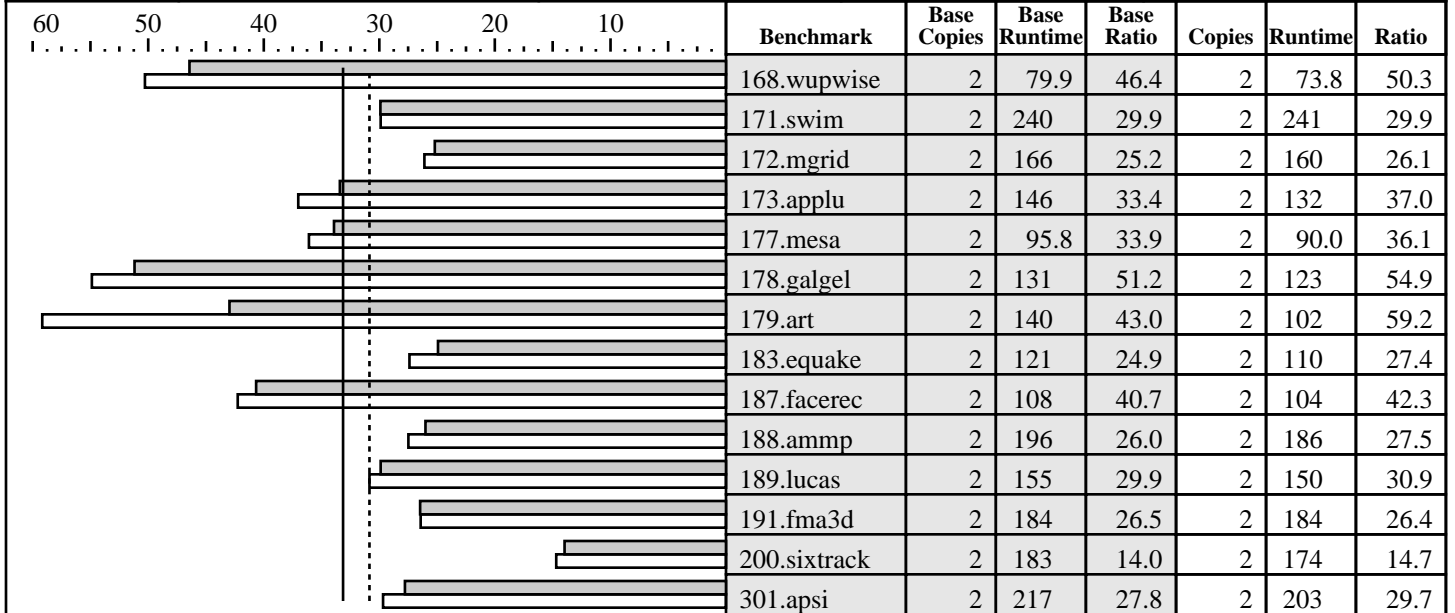 60 50 40 30 20 10
Benchmark Base Copies Base Runtime Base Ratio Copies Runtime Ratio
168.wupwise 2 79.9 46.4 2 73.8 50.3
171.swim 2 240 29.9 2 241 29.9
172.mgrid 2 166 25.2 2 160 26.1
173.applu 2 146 33.4 2 132 37.0
177.mesa 2 95.8 33.9 2 90.0 36.1
178.galgel 2 131 51.2 2 123 54.9
179.art 2 140 43.0 2 102 59.2
183.equake 2 121 24.9 2 110 27.4
187.facerec 2 108 40.7 2 104 42.3
188.ammp 2 196 26.0 2 186 27.5
189.lucas 2 155 29.9 2 150 30.9
191.fma3d 2 184 26.5 2 184 26.4
200.sixtrack 2 183 14.0 2 174 14.7
301.apsi 2 217 27.8 2 203 29.7